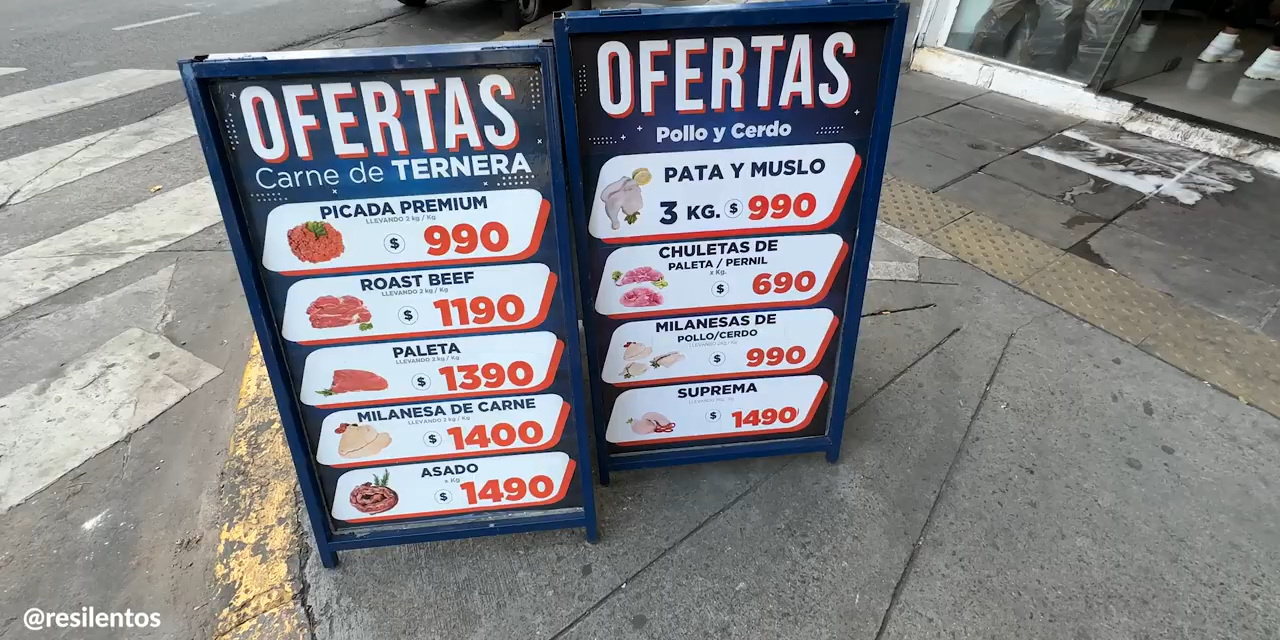 OFERTAS
Carne de TERNERA
PICADA PREMIUM
LLEVANDO 2 kg / Kg
$ 990
ROAST BEEF
LLEVANDO 2 kg / Kg
$ 1190
PALETA
LLEVANDO 2 kg / Kg
$ 1390
MILANESA DE CARNE
LLEVANDO 2 kg / Kg
$ 1400
ASADO
x Kg
$ 1490
OFERTAS
Pollo y Cerdo
PATA Y MUSLO
3 KG. $ 990
CHULETAS DE
PALETA / PERNIL
x Kg.
$ 690
MILANESAS DE
POLLO/CERDO
$ 990
SUPREMA
$ 1490
@resilentos